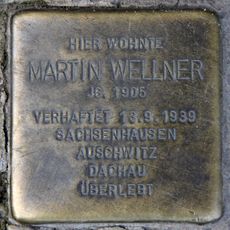 HIER WOHNTE
MARTIN WELLNER
JG. 1905
VERHAFTET 13.9.1939
SACHSENHAUSEN
AUSCHWITZ
DACHAU
ÜBERLEBT